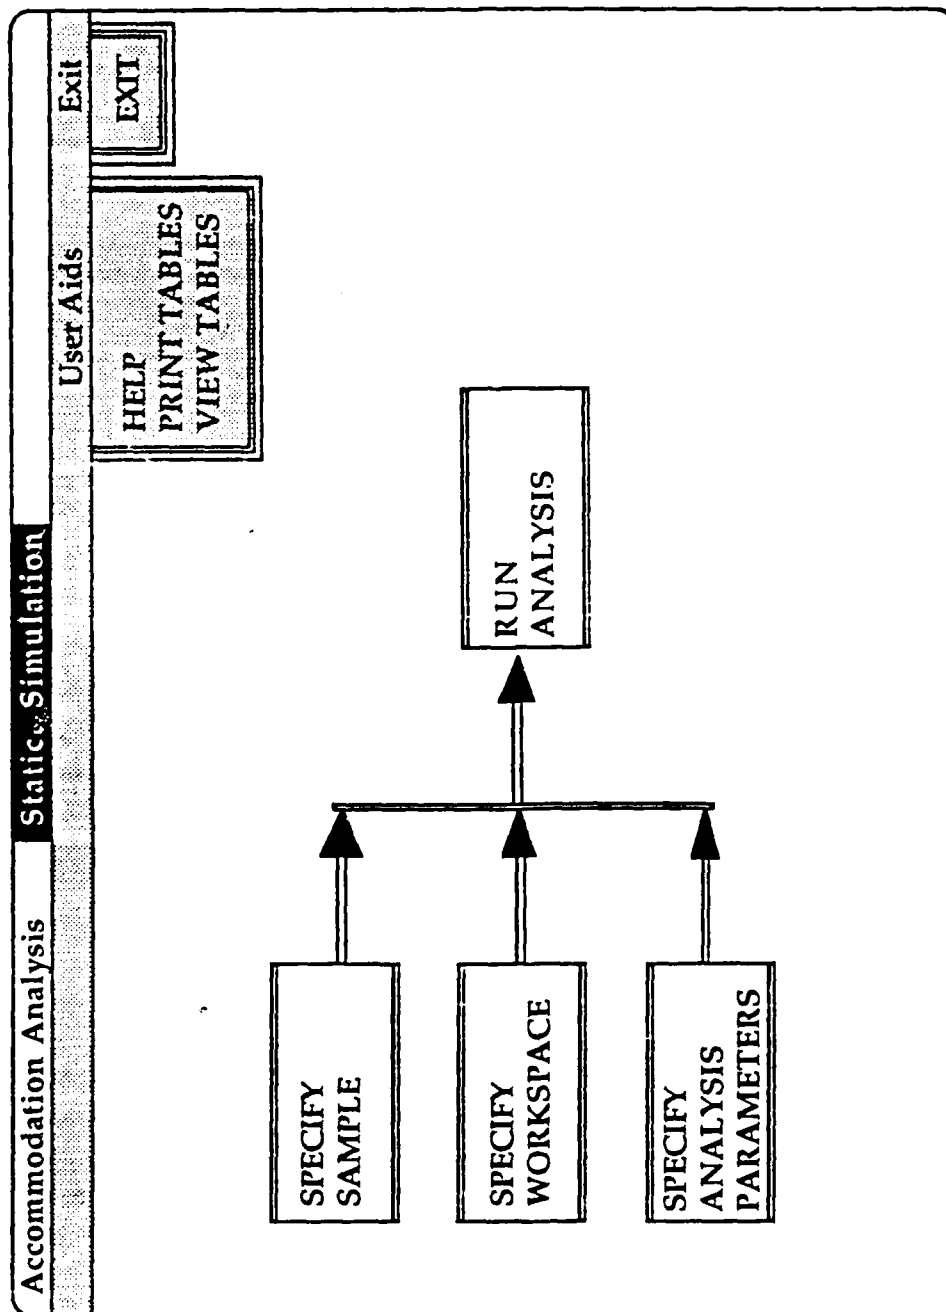 Accommodation Analysis
Static Simulation
User Aids
Exit
HELP
PRINT TABLES
VIEW TABLES
EXIT
SPECIFY
SAMPLE
SPECIFY
WORKSPACE
SPECIFY
ANALYSIS
PARAMETERS
RUN
ANALYSIS